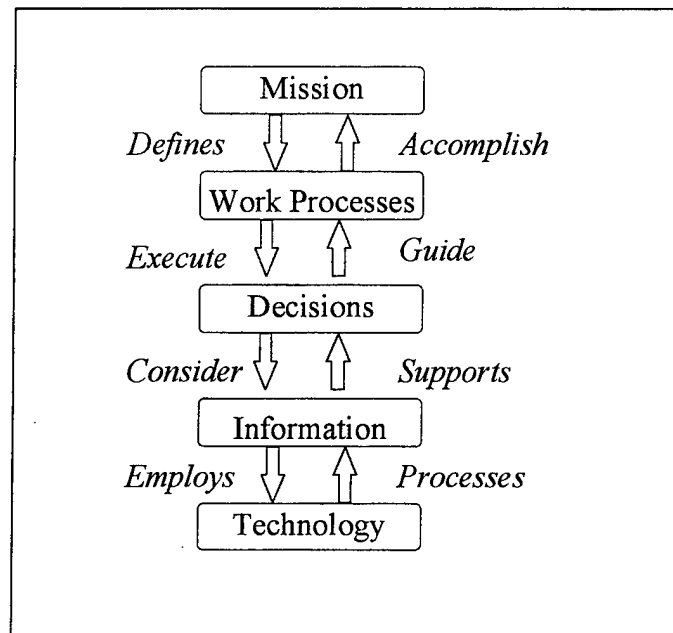 Mission
Defines Accomplish
Work Processes
Execute Guide
Decisions
Consider Supports
Information
Employs Processes
Technology